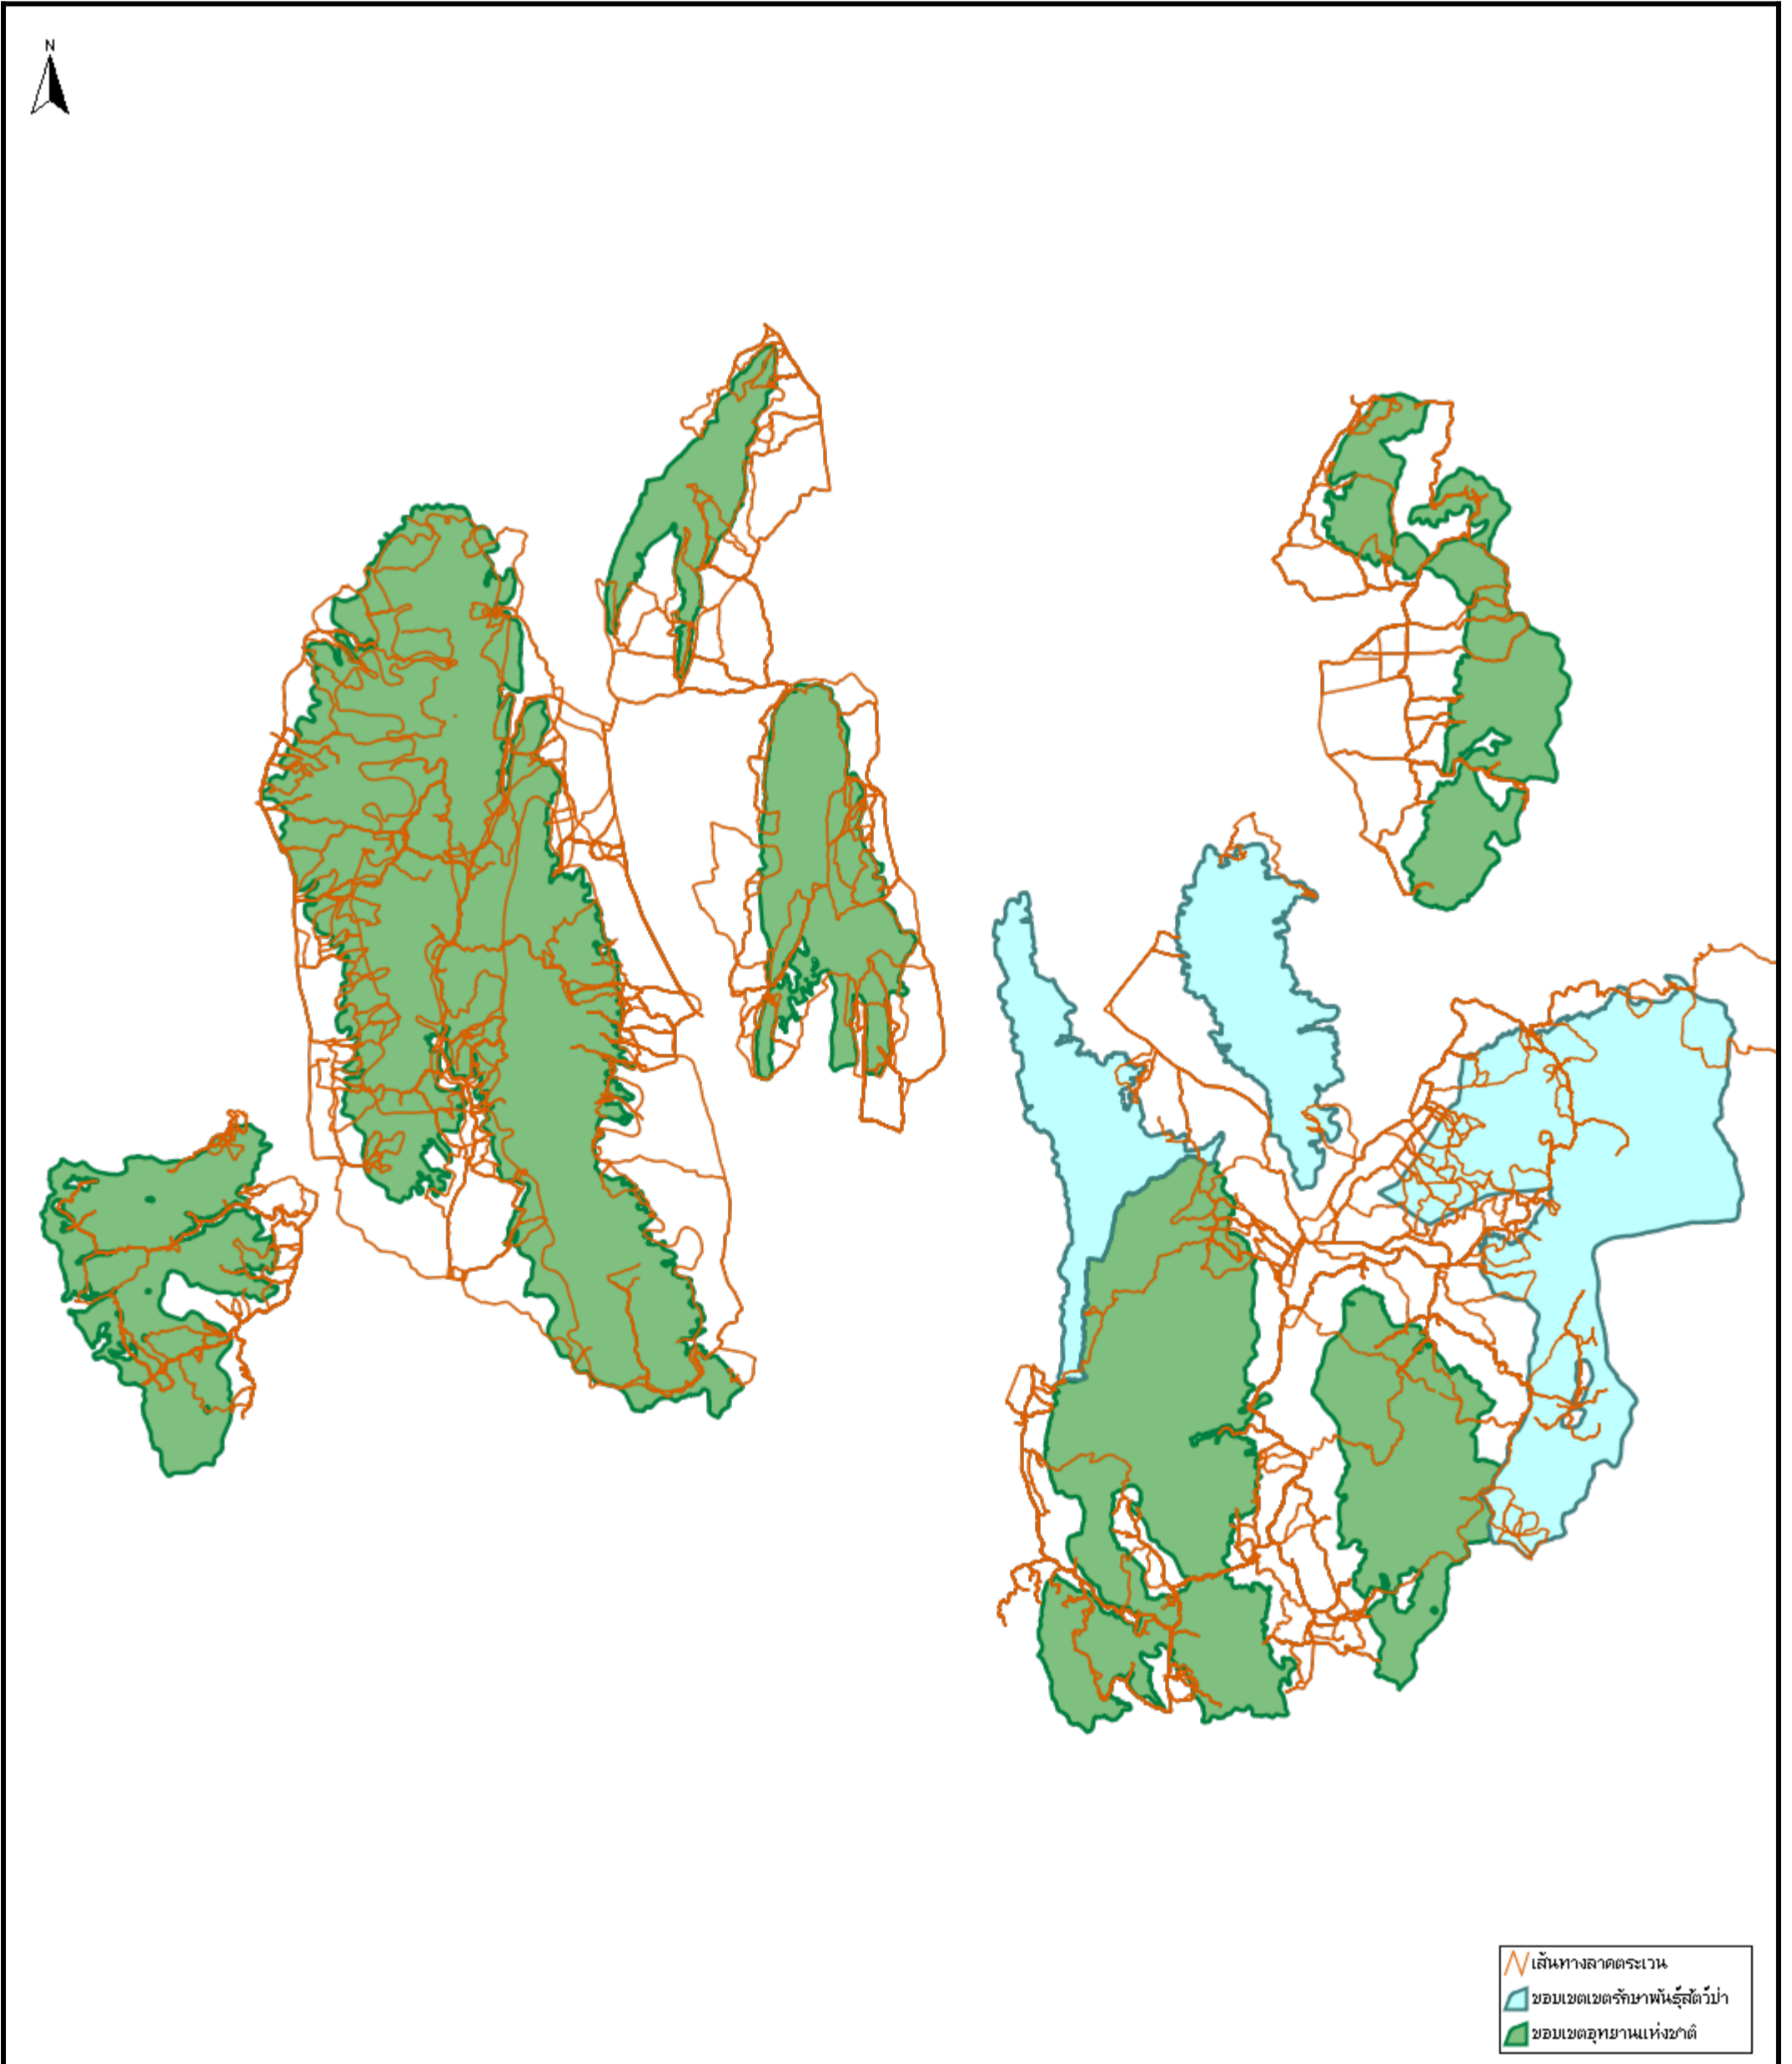 N
เส้นทางลาดตระเวน
ขอบเขตเขตรักษาพันธุ์สัตว์ป่า
ขอบเขตอุทยานแห่งชาติ